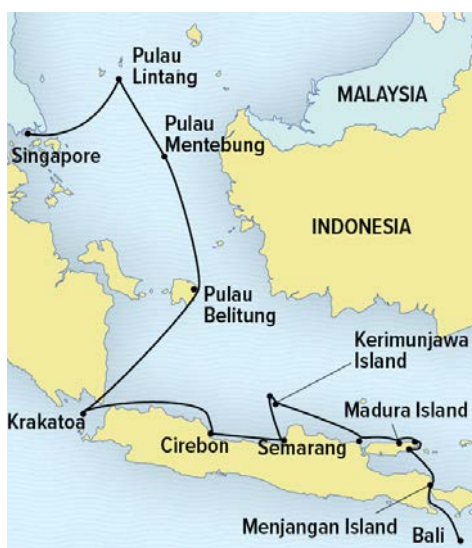 Pulau
Lintang
MALAYSIA
Pulau
Mentebung
Singapore
INDONESIA
Pulau
Belitung
Kerimunjawa
Island
Madura Island
Krakatoa
Cirebon
Semarang
Menjangan Island
Bali